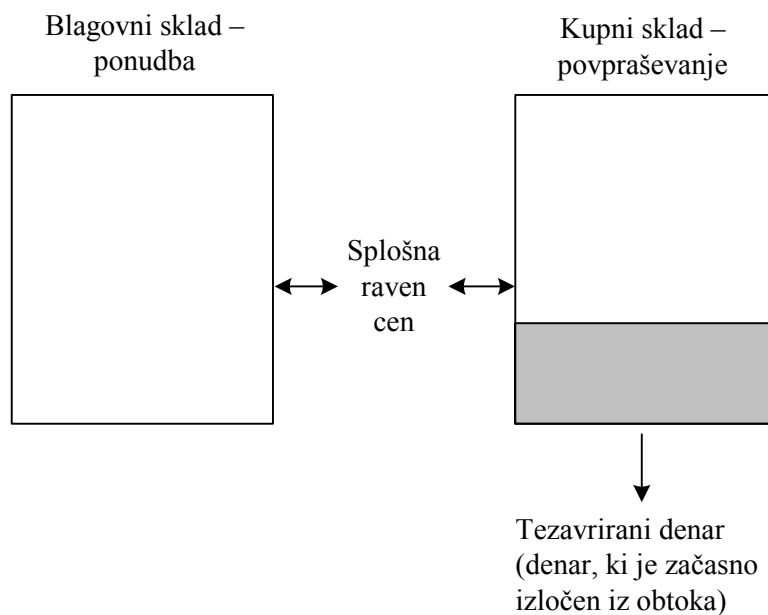 Blagovni sklad –
ponudba
Kupni sklad –
povpraševanje
Splošna
raven
cen
Tezavrirani denar
(denar, ki je začasno
izločen iz obtoka)